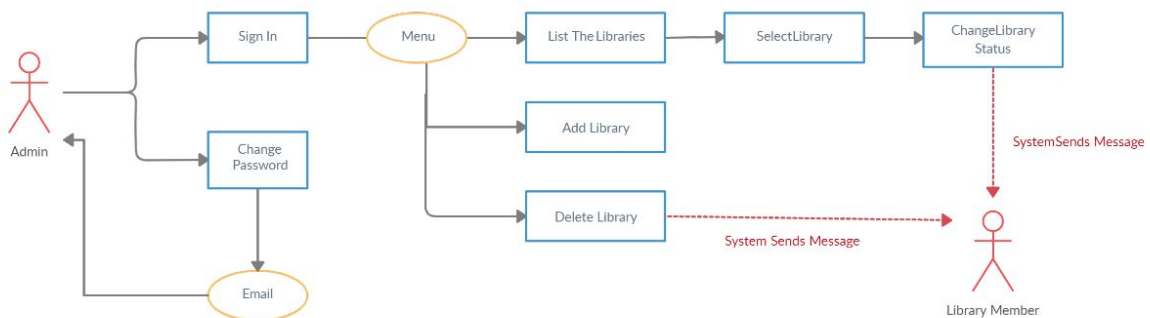 Sign In
Menu
List The Libraries
SelectLibrary
ChangeLibrary
Status
Admin
Change
Password
Add Library
SystemSends Message
Delete Library
System Sends Message
Email
Library Member